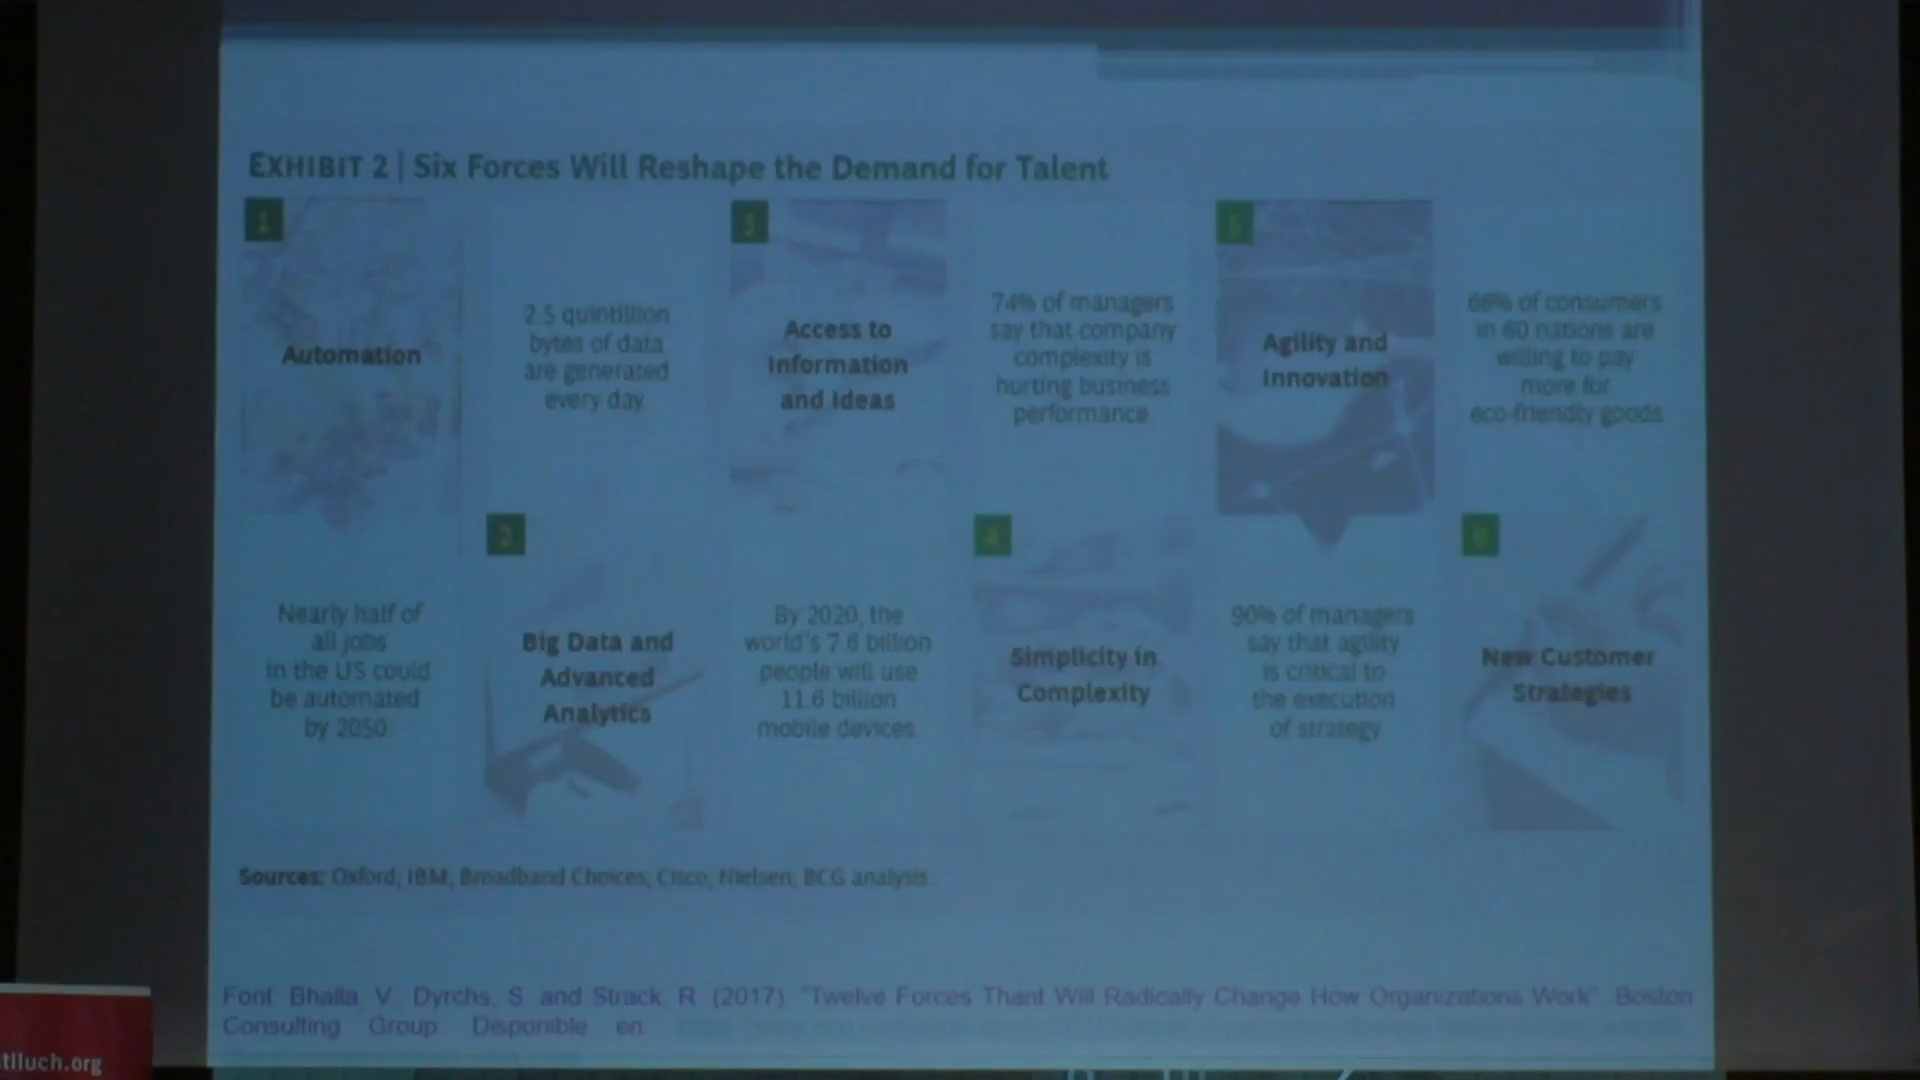 EXHIBIT 2 | Six Forces Will Reshape the Demand for Talent
1
Automation
Nearly half of
all jobs
in the US could
be automated
by 2050.
2.5 quintillion
bytes of data
are generated
every day.
2
Big Data and
Advanced
Analytics
3
Access to
Information
and Ideas
By 2020, the
world's 7.6 billion
people will use
11.6 billion
mobile devices.
74% of managers
say that company
complexity is
hurting business
performance.
4
Simplicity in
Complexity
5
Agility and
Innovation
90% of managers
say that agility
is critical to
the execution
of strategy.
66% of consumers
in 60 nations are
willing to pay
more for
eco-friendly goods.
6
New Customer
Strategies
Sources: Oxford; IBM; Broadband Choices; Cisco; Nielsen; BCG analysis.
Font: Bhalla, V. Dyrchs, S. and Strack, R. (2017). "Twelve Forces Thant Will Radically Change How Organizations Work". Boston
Consulting Group. Disponible en:
stlluch.org